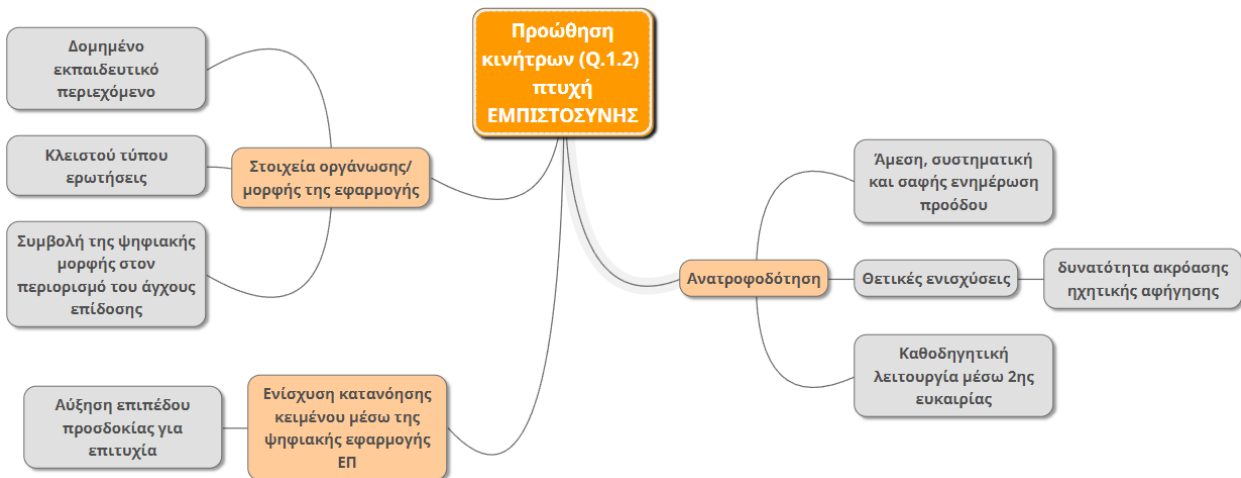 Προώθηση
κινήτρων (Q.1.2)
πτυχή
ΕΜΠΙΣΤΟΣΥΝΗΣ
Δομημένο
εκπαιδευτικό
περιεχόμενο
Κλειστού τύπου
ερωτήσεις
Συμβολή της ψηφιακής
μορφής στον
περιορισμό του άγχους
επίδοσης
Στοιχεία οργάνωσης/
μορφής της εφαρμογής
Αύξηση επιπέδου
προσδοκίας για
επιτυχία
Ενίσχυση κατανόησης
κειμένου μέσω της
ψηφιακής εφαρμογής
ΕΠ
Ανατροφοδότηση
Άμεση, συστηματική
και σαφής ενημέρωση
προόδου
Θετικές ενισχύσεις
δυνατότητα ακρόασης
ηχητικής αφήγησης
Καθοδηγητική
λειτουργία μέσω 2ης
ευκαιρίας